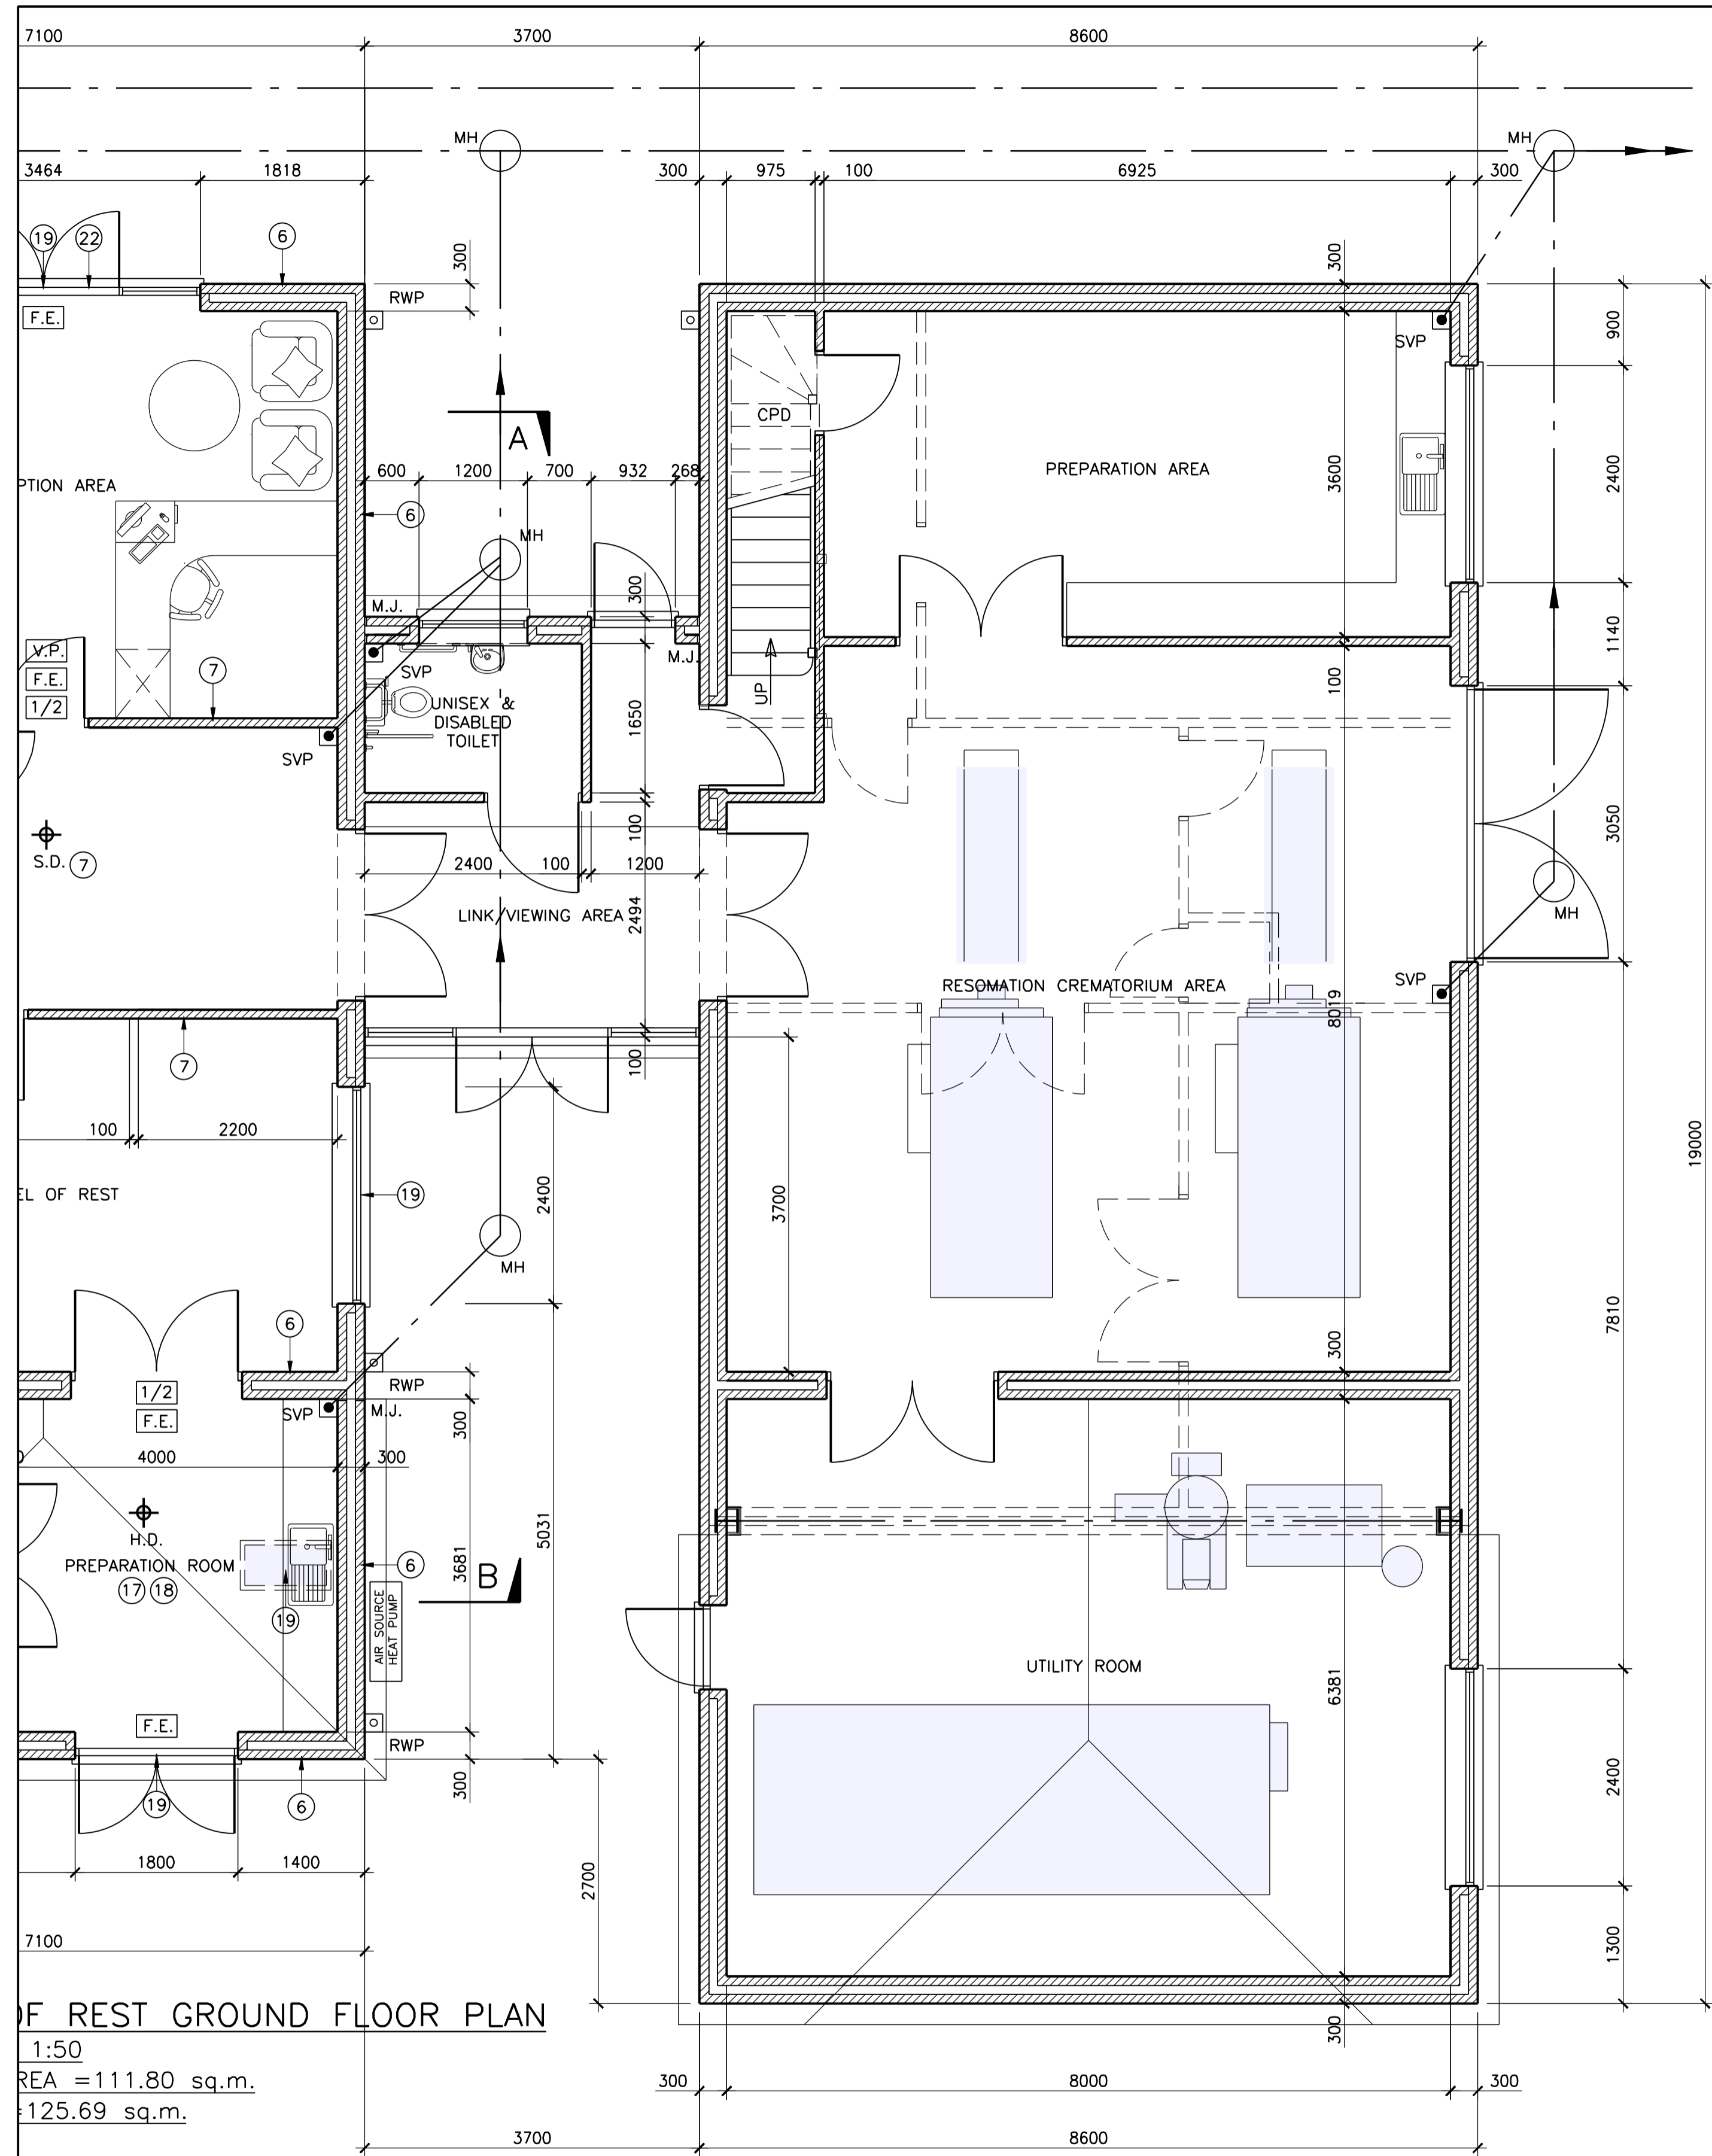 7100
3700
8600
MH
MH
3464
1818
300
975
100
6925
300
19
22
6
300
300
F.E.
RWP
SVP
900
CPD
A
600
1200
700
932
268
PREPARATION AREA
3600
2400
PTION AREA
6
MH
M.J.
300
SVP
M.J.
UP
1140
V.P.
F.E.
1/2
7
UNISEX &
DISABLED
TOILET
1650
100
SVP
S.D.
7
100
2400
100
1200
3050
LINK/VIEWING AREA
2494
MH
RESOMATION CREMATORIUM AREA
SVP
8019
7
100
100
2200
19000
EL OF REST
19
2400
3700
MH
6
300
7810
1/2
RWP
F.E.
SVP
M.J.
300
4000
300
H.D.
5031
PREPARATION ROOM
17
18
6
3681
B
19
AIR SOURCE
HEAT PUMP
UTILITY ROOM
6381
F.E.
RWP
300
19
6
2400
1800
1400
2700
7100
1300
OF REST GROUND FLOOR PLAN
1:50
300
REA =111.80 sq.m.
=125.69 sq.m.
300
8000
300
3700
8600